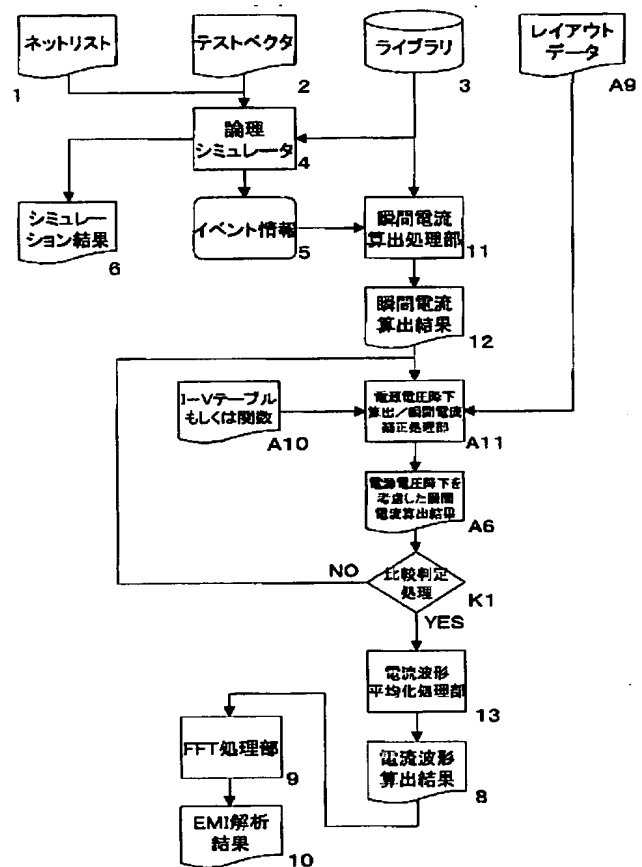 ネットリスト
1
テストベクタ
2
ライブラリ
3
レイアウト
データ
A9
論理
シミュレータ
4
シミュレー
ション結果
6
イベント情報
5
瞬間電流
算出処理部
11
瞬間電流
算出結果
12
I-Vテーブル
もしくは関数
A10
電源電圧降下
算出/瞬間電流
補正処理部
A11
電源電圧降下を
考慮した瞬間
電流算出結果
A6
比較判定
処理
K1
NO
YES
電流波形
平均化処理部
13
FFT処理部
9
電流波形
算出結果
8
EMI解析
結果
10